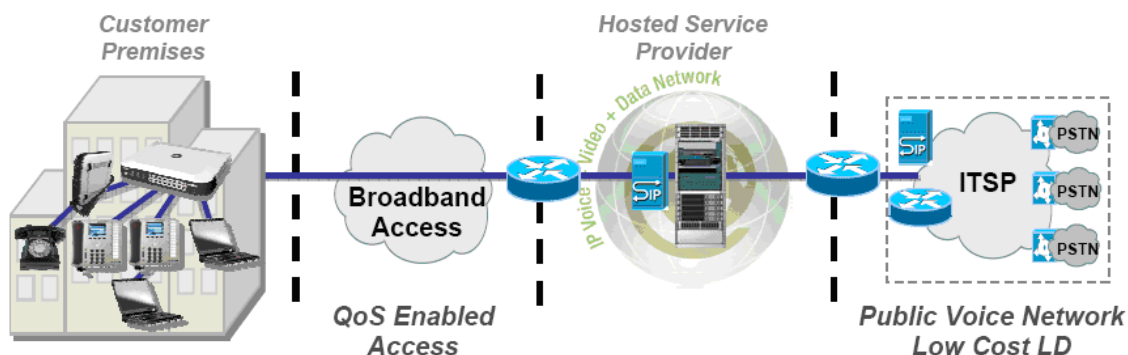 Customer
Premises
Hosted Service
Provider
IP Voice Video + Data Network
SIP
Broadband
Access
SIP
ITSP
PSTN
PSTN
PSTN
QoS Enabled
Access
Public Voice Network
Low Cost LD